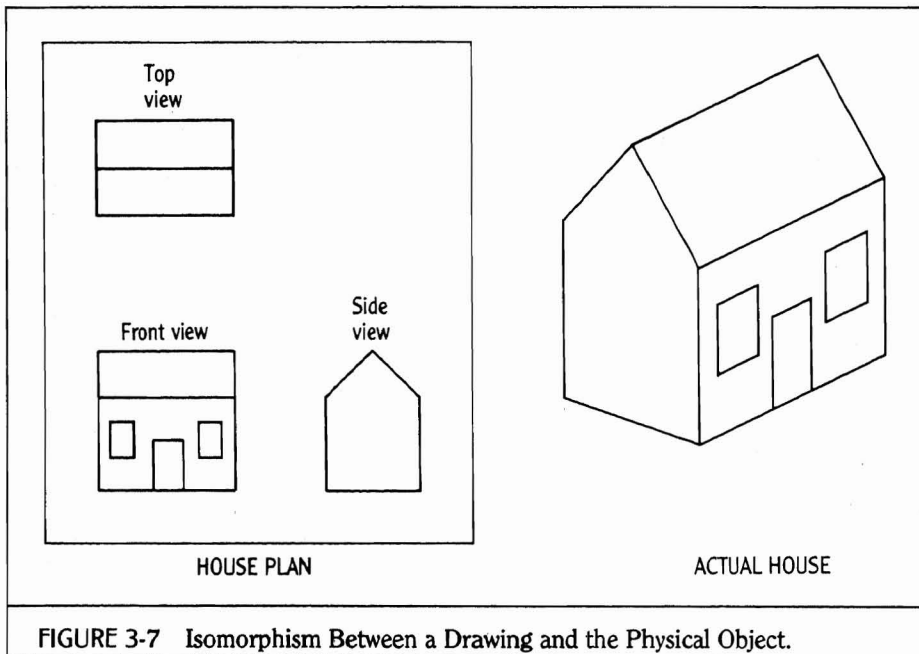 Top
view
Front view
Side
view
HOUSE PLAN
ACTUAL HOUSE
FIGURE 3-7 Isomorphism Between a Drawing and the Physical Object.